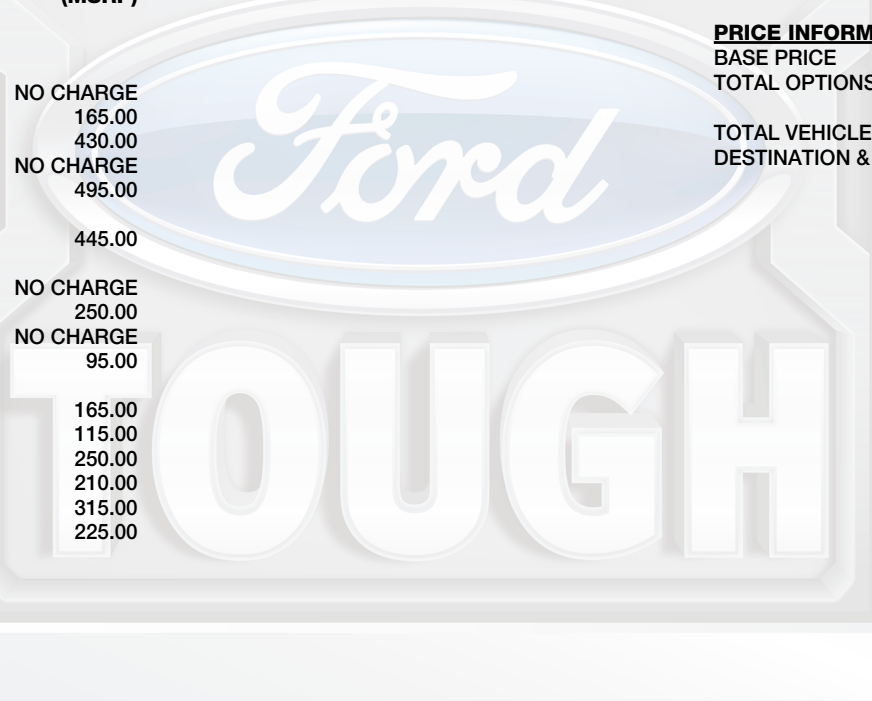 (MSRP)
NO CHARGE
165.00
430.00
NO CHARGE
495.00
445.00
NO CHARGE
250.00
NO CHARGE
95.00
165.00
115.00
250.00
210.00
315.00
225.00
PRICE INFORM
BASE PRICE
TOTAL OPTIONS
TOTAL VEHICLE
DESTINATION &
Ford
TOUGH